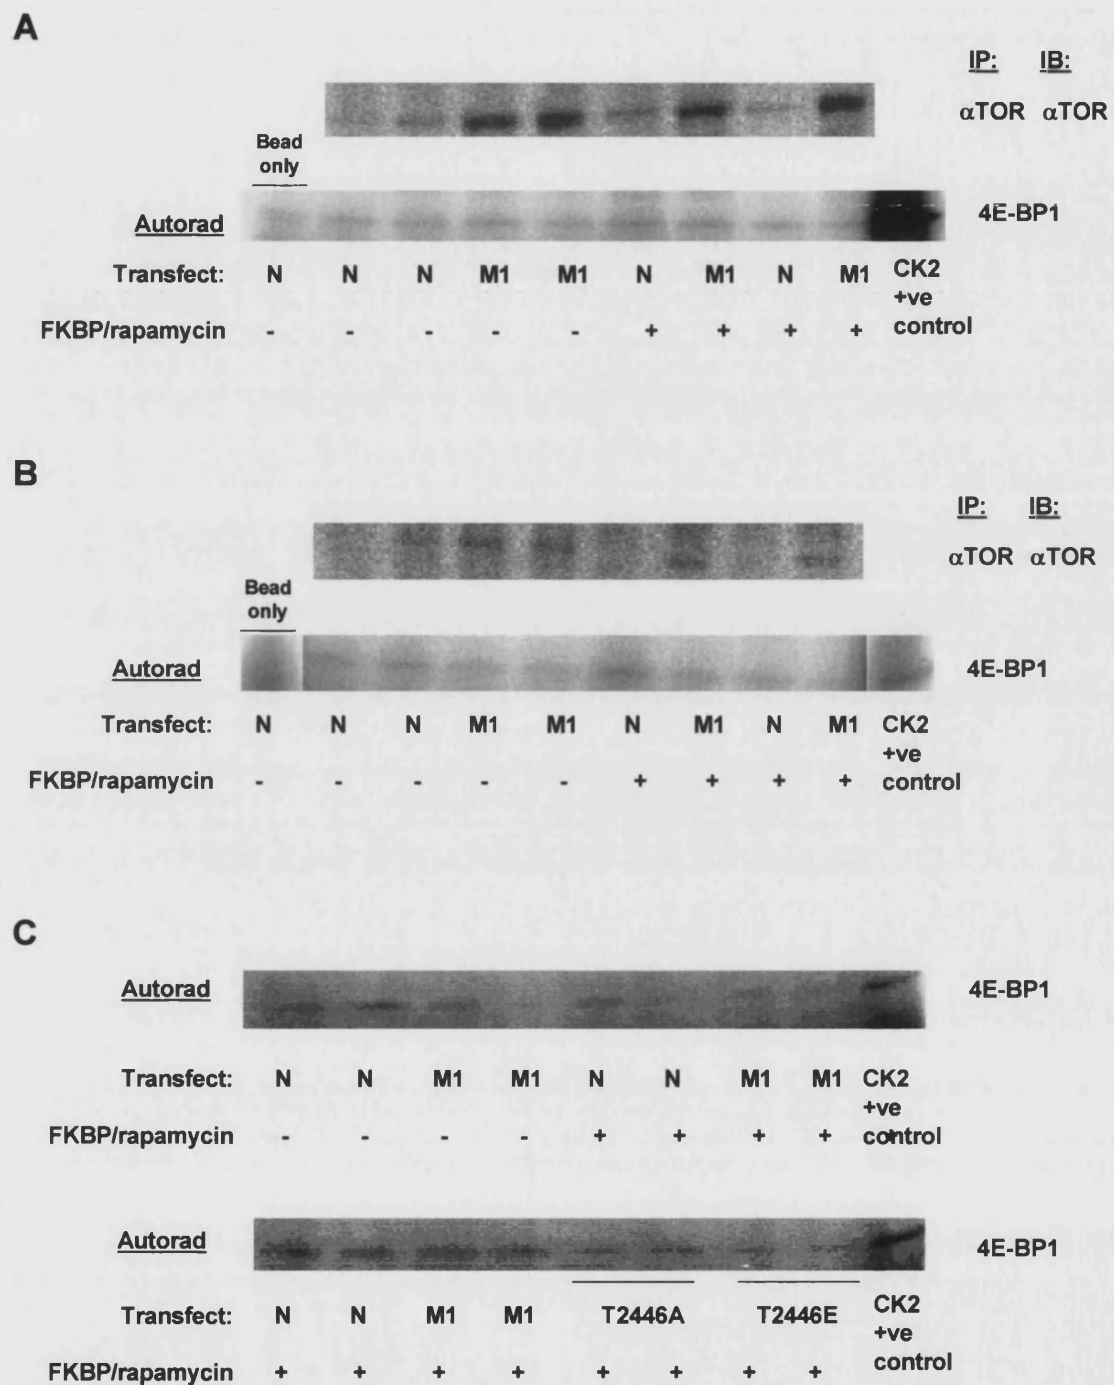 A
IP: IB:
αTOR αTOR
Bead
only
Autorad
4E-BP1
Transfect: N N N M1 M1 N M1 N M1 CK2
+ve
control
FKBP/rapamycin - - - - - + + + +
B
IP: IB:
αTOR αTOR
Bead
only
Autorad
4E-BP1
Transfect: N N N M1 M1 N M1 N M1 CK2
+ve
control
FKBP/rapamycin - - - - - + + + +
C
Autorad
4E-BP1
Transfect: N N M1 M1 N N M1 M1 CK2
+ve
control
FKBP/rapamycin - - - - + + + + +
Autorad
4E-BP1
Transfect: N N M1 M1 T2446A T2446E CK2
+ve
control
FKBP/rapamycin + + + + + + + +